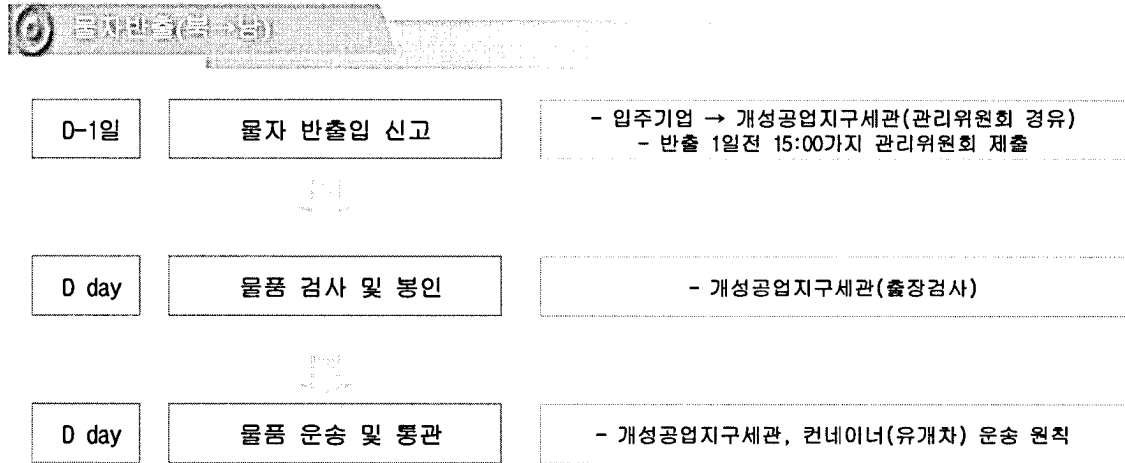 물자반출(북→남)
D-1일
물자 반출입 신고
- 입주기업 → 개성공업지구세관(관리위원회 경유)
- 반출 1일전 15:00가지 관리위원회 제출
D day
물품 검사 및 봉인
- 개성공업지구세관(출장검사)
D day
물품 운송 및 통관
- 개성공업지구세관, 컨네이너(유개차) 운송 원칙